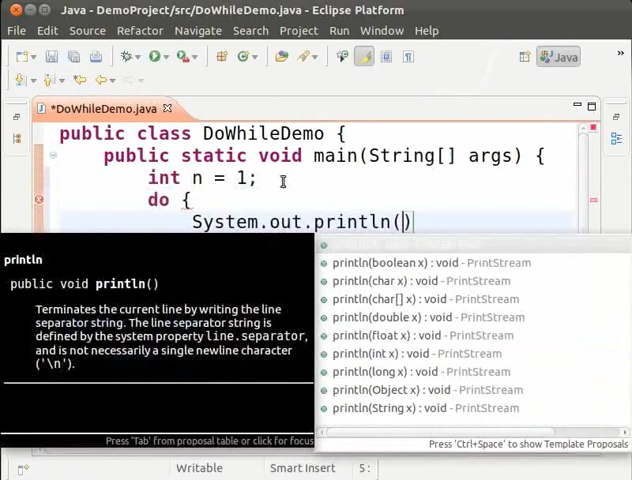 Java - DemoProject/src/DoWhileDemo.java - Eclipse Platform
File Edit Source Refactor Navigate Search Project Run Window Help
Java
*DoWhileDemo.java
public class DoWhileDemo {
public static void main(String[] args) {
int n = 1;
do {
System.out.println()
println
public void println()
Terminates the current line by writing the line
separator string. The line separator string is
defined by the system property line.separator,
and is not necessarily a single newline character
('\n').
Press 'Tab' from proposal table or click for focus
println(boolean x) : void - PrintStream
println(char x) : void - PrintStream
println(char[] x) : void - PrintStream
println(double x) : void - PrintStream
println(float x) : void - PrintStream
println(int x) : void - PrintStream
println(long x) : void - PrintStream
println(Object x) : void - PrintStream
println(String x) : void - PrintStream
Press 'Ctrl+Space' to show Template Proposals
Writable Smart Insert 5 :